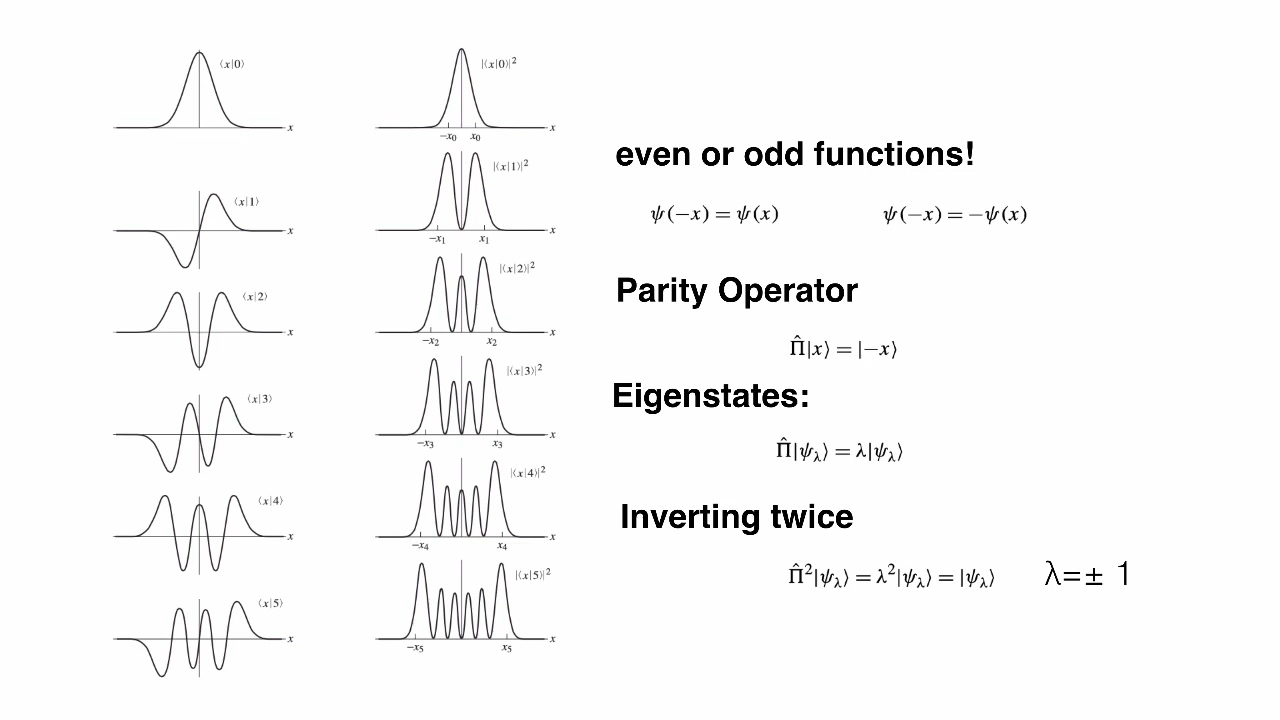 ⟨x|0⟩
x
|⟨x|0⟩|²
−x₀ x₀
x
⟨x|1⟩
x
|⟨x|1⟩|²
−x₁ x₁
x
⟨x|2⟩
x
|⟨x|2⟩|²
−x₂ x₂
x
⟨x|3⟩
x
|⟨x|3⟩|²
−x₃ x₃
x
⟨x|4⟩
x
|⟨x|4⟩|²
−x₄ x₄
x
⟨x|5⟩
x
|⟨x|5⟩|²
−x₅ x₅
x
even or odd functions!
ψ(−x) = ψ(x) ψ(−x) = −ψ(x)
Parity Operator
Π̂|x⟩ = |−x⟩
Eigenstates:
Π̂|ψ_λ⟩ = λ|ψ_λ⟩
Inverting twice
Π̂²|ψ_λ⟩ = λ²|ψ_λ⟩ = |ψ_λ⟩ λ=± 1